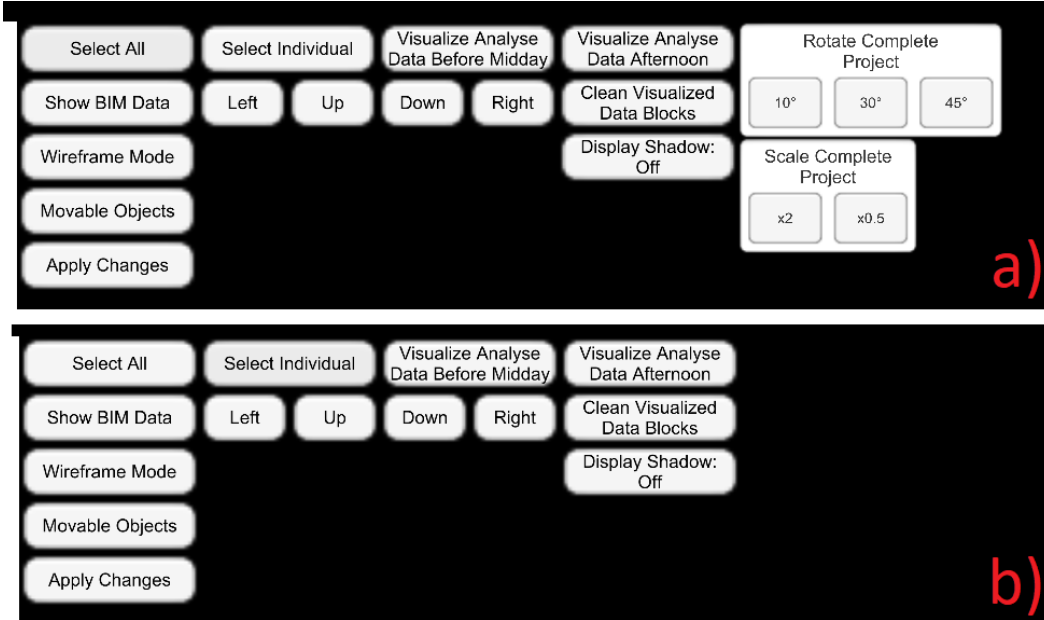 Select All
Select Individual
Visualize Analyse
Data Before Midday
Visualize Analyse
Data Afternoon
Rotate Complete
Project
10°
30°
45°
Show BIM Data
Left
Up
Down
Right
Clean Visualized
Data Blocks
Wireframe Mode
Display Shadow:
Off
Scale Complete
Project
x2
x0.5
Movable Objects
Apply Changes
a)
Select All
Select Individual
Visualize Analyse
Data Before Midday
Visualize Analyse
Data Afternoon
Show BIM Data
Left
Up
Down
Right
Clean Visualized
Data Blocks
Wireframe Mode
Display Shadow:
Off
Movable Objects
Apply Changes
b)